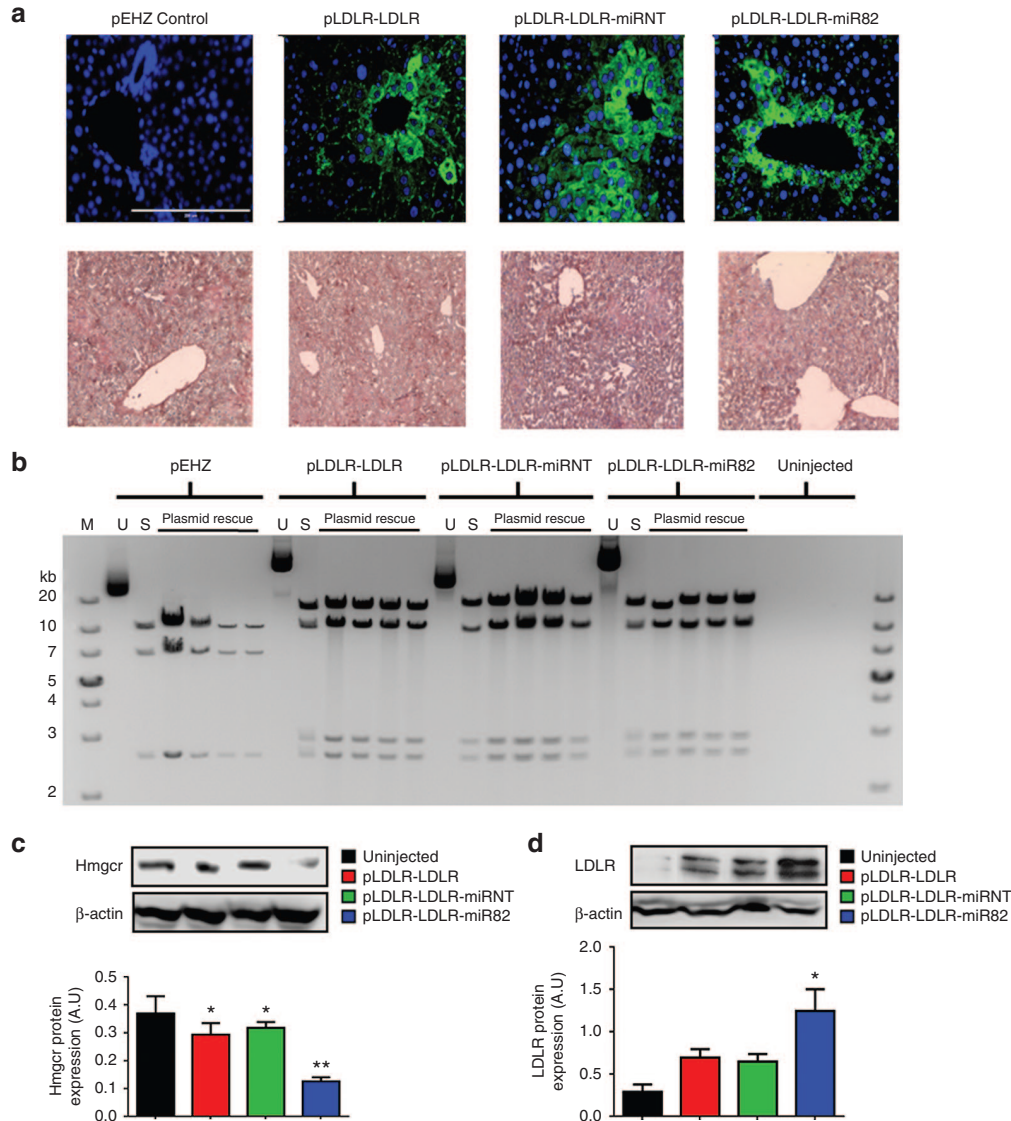 a
pEHZ Control pLDLR-LDLR pLDLR-LDLR-miRNT pLDLR-LDLR-miR82
b
pEHZ pLDLR-LDLR pLDLR-LDLR-miRNT pLDLR-LDLR-miR82 Uninjected
M U S Plasmid rescue U S Plasmid rescue U S Plasmid rescue U S Plasmid rescue
kb
20
10
7
5
4
3
2
c
Hmgcr
β-actin
Uninjected
pLDLR-LDLR
pLDLR-LDLR-miRNT
pLDLR-LDLR-miR82
Hmgcr protein
expression (A.U)
0.5
0.4
0.3
0.2
0.1
0.0
* * **
d
LDLR
β-actin
Uninjected
pLDLR-LDLR
pLDLR-LDLR-miRNT
pLDLR-LDLR-miR82
LDLR protein
expression (A.U)
2.0
1.5
1.0
0.5
0.0
*